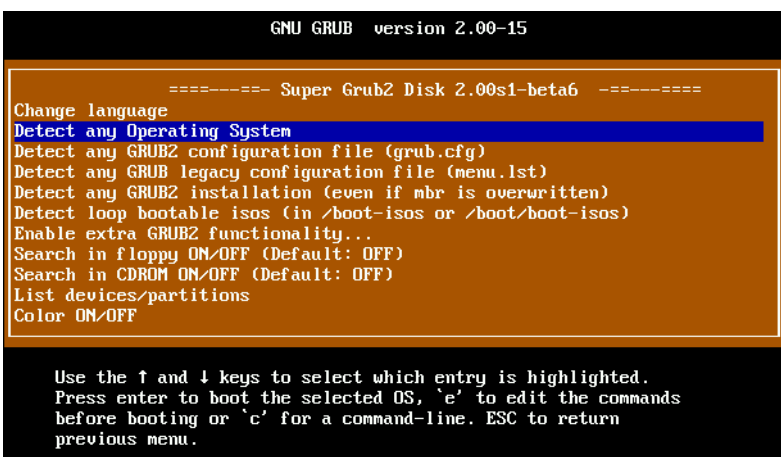 GNU GRUB  version 2.00-15
====---==- Super Grub2 Disk 2.00s1-beta6  -==---====
Change language
Detect any Operating System
Detect any GRUB2 configuration file (grub.cfg)
Detect any GRUB legacy configuration file (menu.lst)
Detect any GRUB2 installation (even if mbr is overwritten)
Detect loop bootable isos (in /boot-isos or /boot/boot-isos)
Enable extra GRUB2 functionality...
Search in floppy ON/OFF (Default: OFF)
Search in CDROM ON/OFF (Default: OFF)
List devices/partitions
Color ON/OFF
Use the ↑ and ↓ keys to select which entry is highlighted.
Press enter to boot the selected OS, `e' to edit the commands
before booting or `c' for a command-line. ESC to return
previous menu.